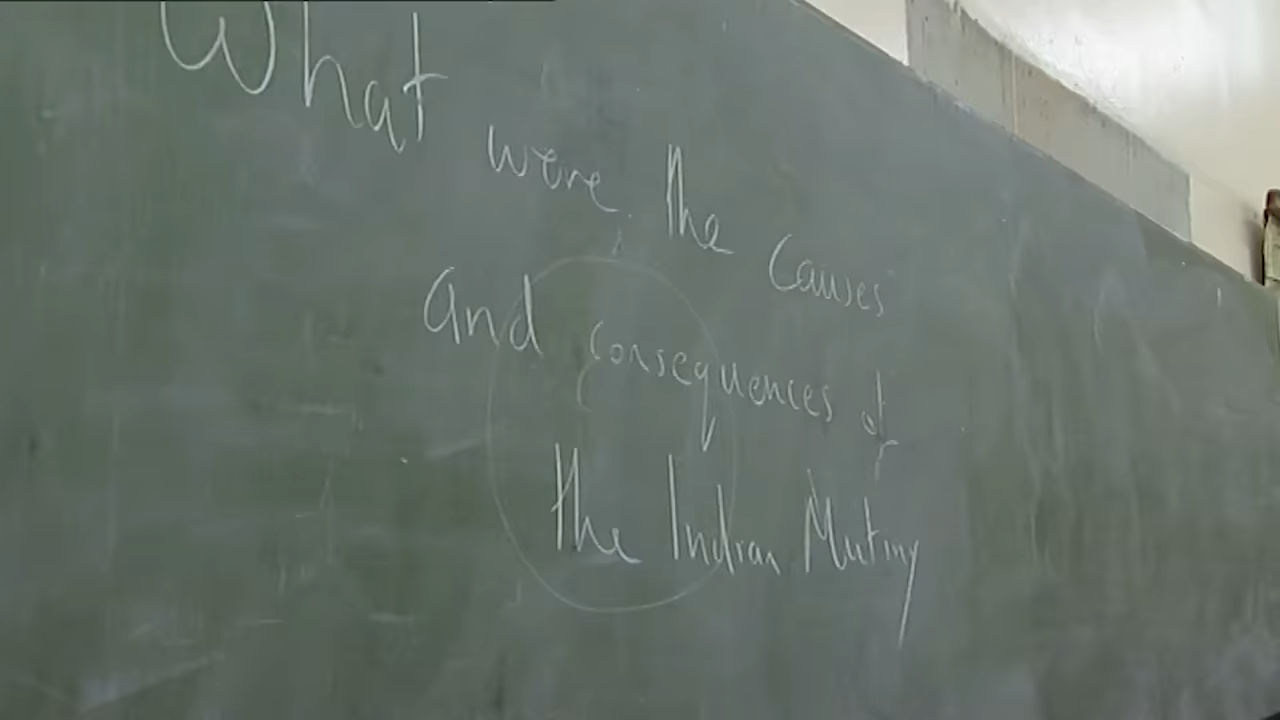 What were the causes
and consequences of
the Indian Mutiny